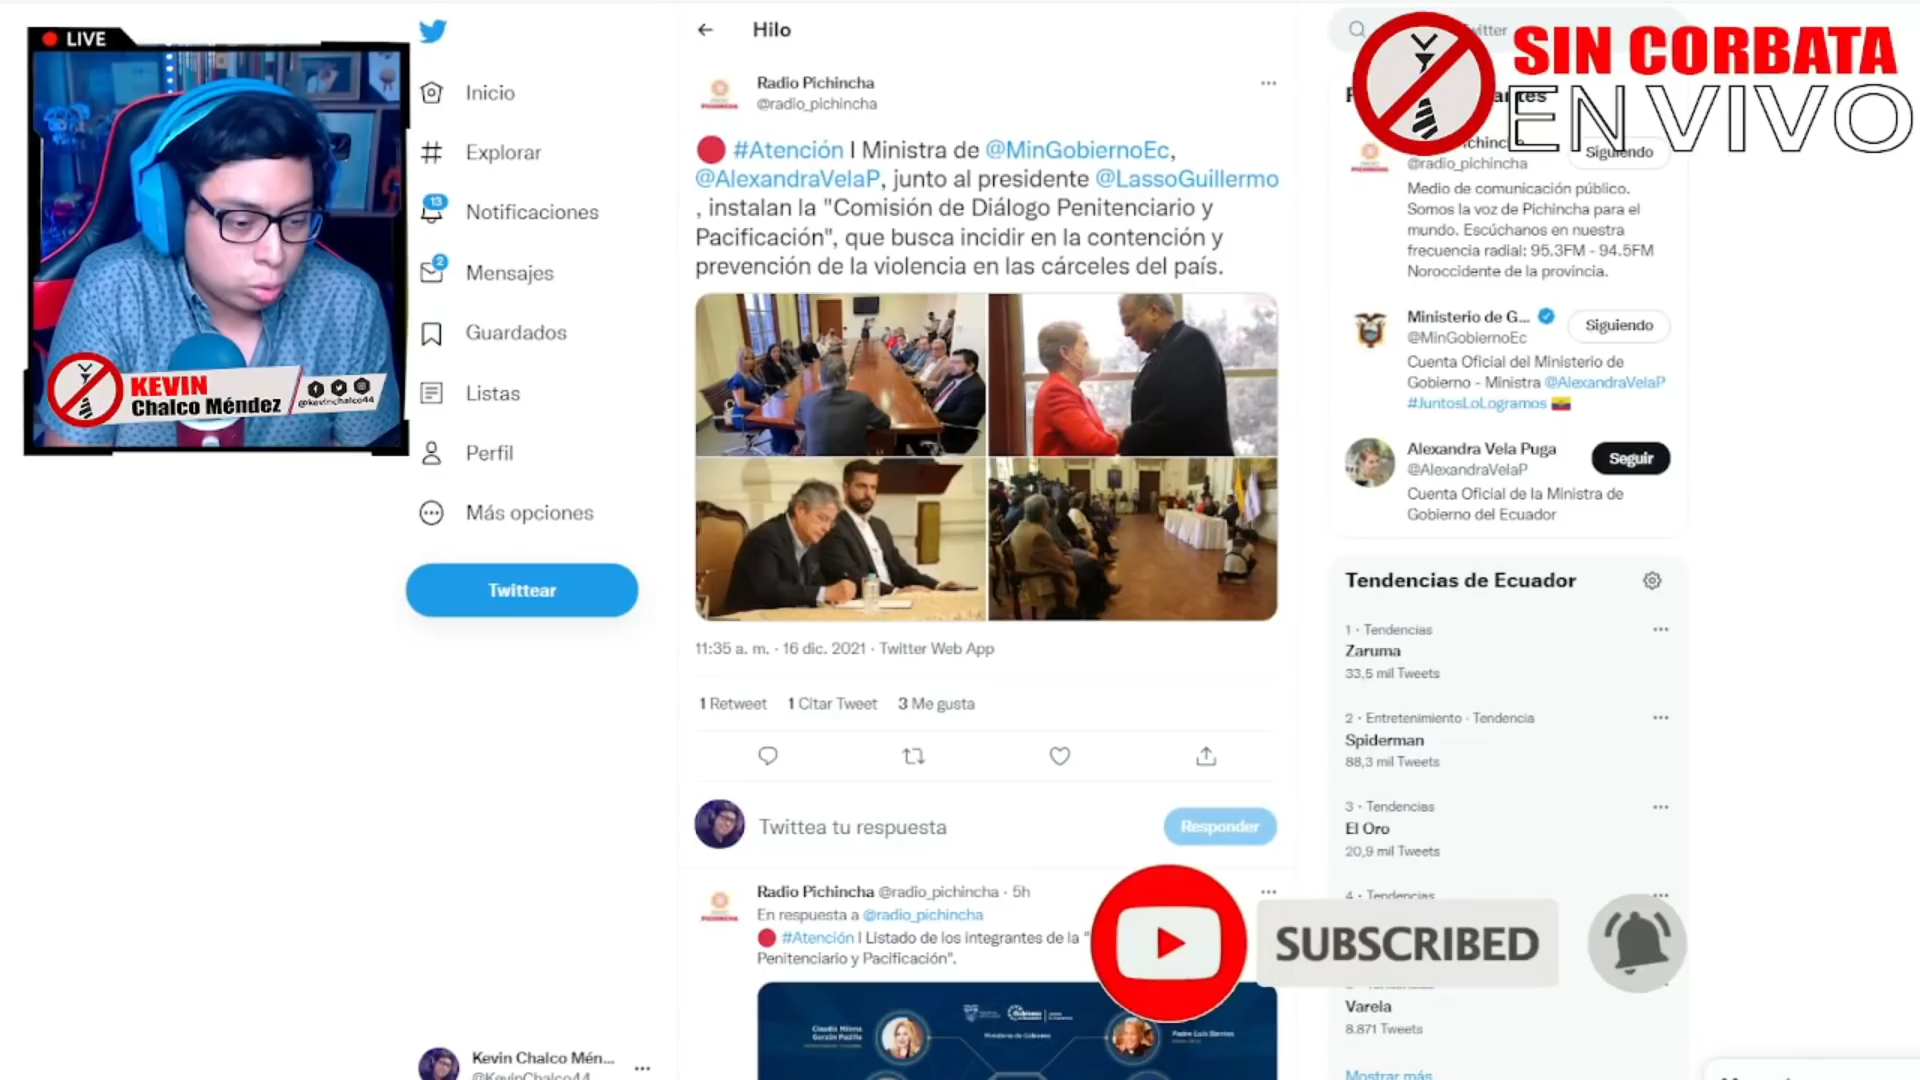 LIVE
KEVIN
Chalco Méndez
@kevinchalco44
Inicio
Explorar
13
Notificaciones
2
Mensajes
Guardados
Listas
Perfil
Más opciones
Twittear
Kevin Chalco Mén...
@KevinChalco44
Hilo
Radio Pichincha
@radio_pichincha
#Atención I Ministra de @MinGobiernoEc,
@AlexandraVelaP, junto al presidente @LassoGuillermo
, instalan la "Comisión de Diálogo Penitenciario y
Pacificación", que busca incidir en la contención y
prevención de la violencia en las cárceles del país.
11:35 a. m. · 16 dic. 2021 · Twitter Web App
1 Retweet 1 Citar Tweet 3 Me gusta
Twittea tu respuesta
Responder
Radio Pichincha @radio_pichincha · 5h
En respuesta a @radio_pichincha
#Atención I Listado de los integrantes de la "
Penitenciario y Pacificación".
Claudia Milena
Garzón Padilla
Ministerio de Gobierno
Padre Luis Barrios
SIN CORBATA
EN VIVO
@radio_pichincha
Siguiendo
Medio de comunicación público.
Somos la voz de Pichincha para el
mundo. Escúchanos en nuestra
frecuencia radial: 95.3FM - 94.5FM
Noroccidente de la provincia.
Ministerio de G...
@MinGobiernoEc
Siguiendo
Cuenta Oficial del Ministerio de
Gobierno - Ministra @AlexandraVelaP
#JuntosLoLogramos
Alexandra Vela Puga
@AlexandraVelaP
Seguir
Cuenta Oficial de la Ministra de
Gobierno del Ecuador
Tendencias de Ecuador
1 · Tendencias
Zaruma
33,5 mil Tweets
2 · Entretenimiento · Tendencia
Spiderman
88,3 mil Tweets
3 · Tendencias
El Oro
20,9 mil Tweets
4 · Tendencias
SUBSCRIBED
Varela
8.871 Tweets
Mostrar más